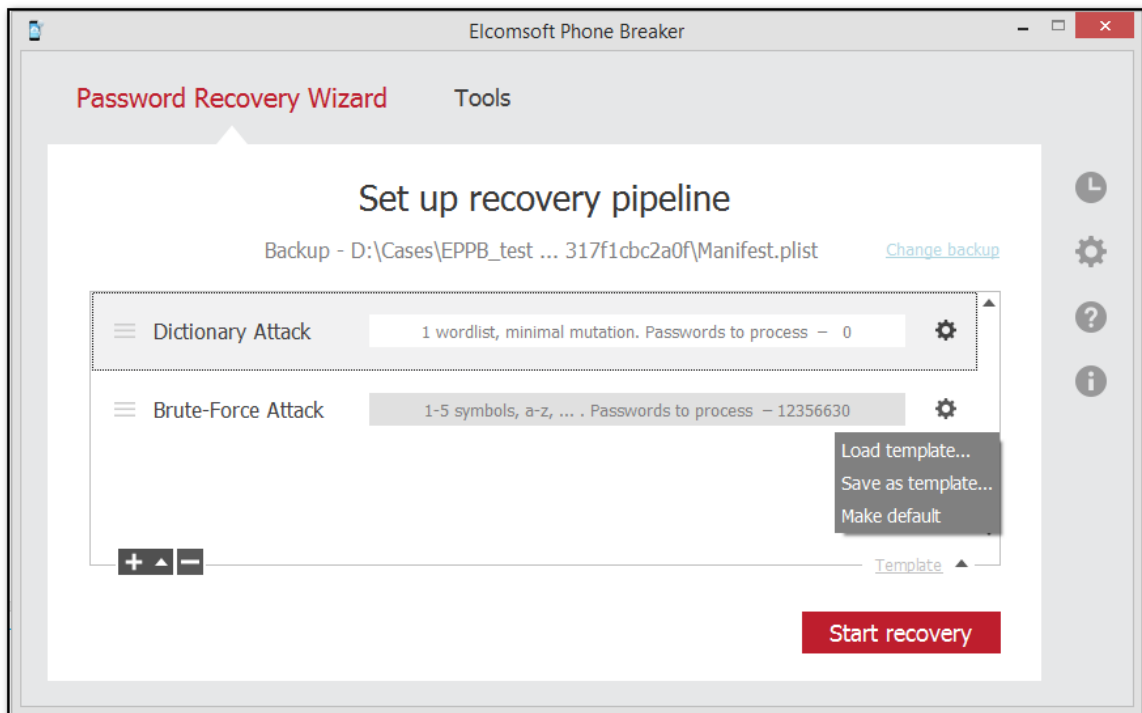 Elcomsoft Phone Breaker
Password Recovery Wizard Tools
Set up recovery pipeline
Backup - D:\Cases\EPPB_test ... 317f1cbc2a0f\Manifest.plist Change backup
Dictionary Attack 1 wordlist, minimal mutation. Passwords to process – 0
Brute-Force Attack 1-5 symbols, a-z, ... . Passwords to process – 12356630
Load template...
Save as template...
Make default
Template
Start recovery